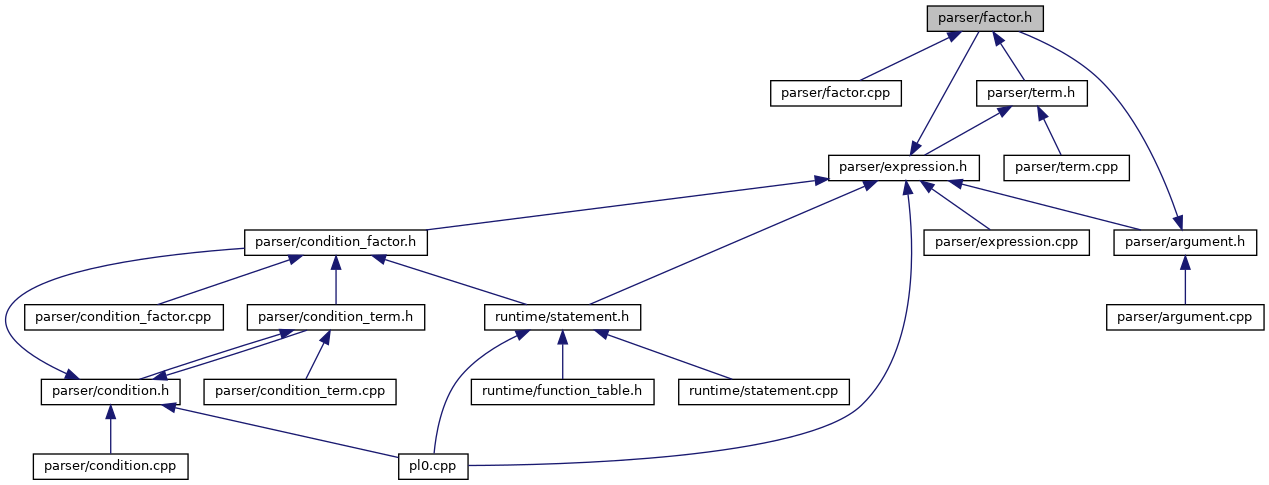 parser/factor.h
parser/factor.cpp
parser/term.h
parser/expression.h
parser/term.cpp
parser/condition_factor.h
parser/expression.cpp
parser/argument.h
parser/condition_factor.cpp
parser/condition_term.h
runtime/statement.h
parser/argument.cpp
parser/condition.h
parser/condition_term.cpp
runtime/function_table.h
runtime/statement.cpp
parser/condition.cpp
pl0.cpp